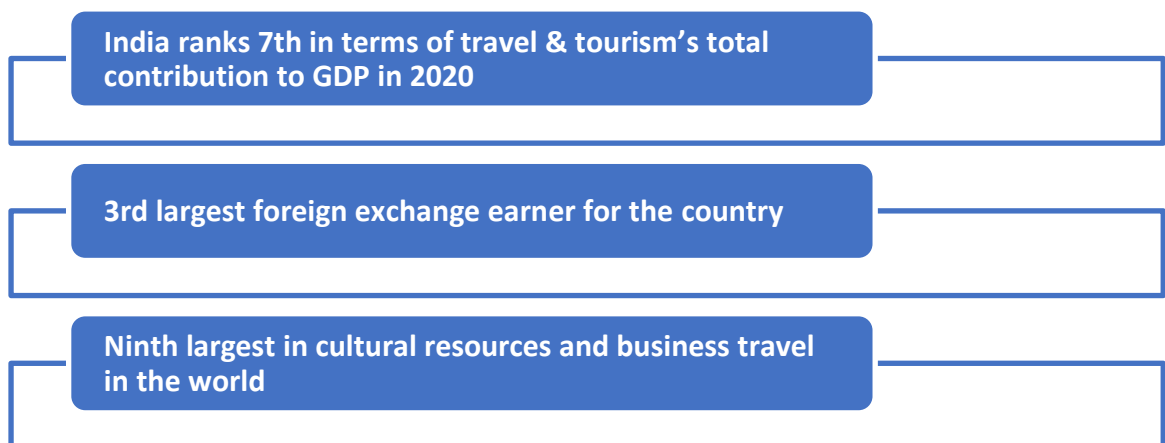 India ranks 7th in terms of travel & tourism’s total
contribution to GDP in 2020
3rd largest foreign exchange earner for the country
Ninth largest in cultural resources and business travel
in the world